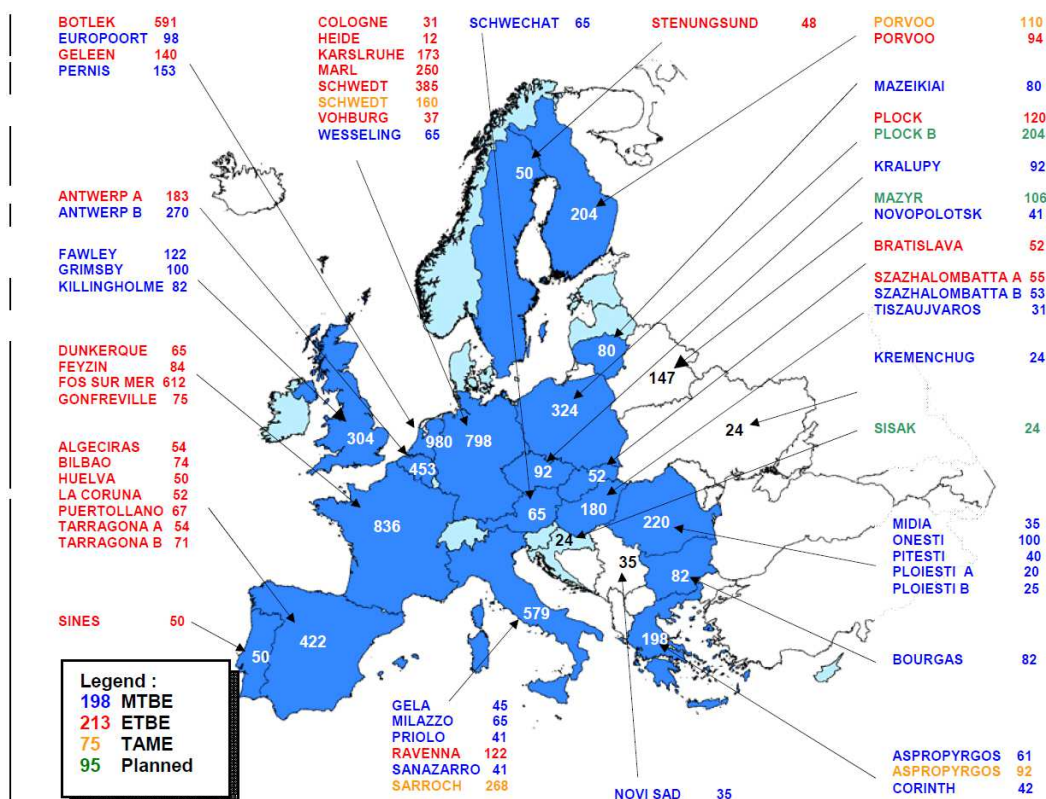 BOTLEK 591
EUROPOORT 98
GELEEN 140
PERNIS 153
COLOGNE 31
HEIDE 12
KARSLRUHE 173
MARL 250
SCHWEDT 385
SCHWEDT 160
VOHBURG 37
WESSELING 65
SCHWECHAT 65
STENUNGSUND 48
PORVOO 110
PORVOO 94
MAZEIKIAI 80
PLOCK 120
PLOCK B 204
KRALUPY 92
MAZYR 106
NOVOPOLOTSK 41
BRATISLAVA 52
SZAZHALOMBATTA A 55
SZAZHALOMBATTA B 53
TISZAUJVAROS 31
KREMENCHUG 24
SISAK 24
ANTWERP A 183
ANTWERP B 270
FAWLEY 122
GRIMSBY 100
KILLINGHOLME 82
DUNKERQUE 65
FEYZIN 84
FOS SUR MER 612
GONFREVILLE 75
ALGECIRAS 54
BILBAO 74
HUELVA 50
LA CORUNA 52
PUERTOLLANO 67
TARRAGONA A 54
TARRAGONA B 71
SINES 50
50
204
80
147
324
24
304
980
798
453
92
52
65
180
836
24
220
35
82
579
198
422
50
MIDIA 35
ONESTI 100
PITESTI 40
PLOIESTI A 20
PLOIESTI B 25
BOURGAS 82
Legend :
198 MTBE
213 ETBE
75 TAME
95 Planned
GELA 45
MILAZZO 65
PRIOLO 41
RAVENNA 122
SANAZARRO 41
SARROCH 268
NOVI SAD 35
ASPROPYRGOS 61
ASPROPYRGOS 92
CORINTH 42